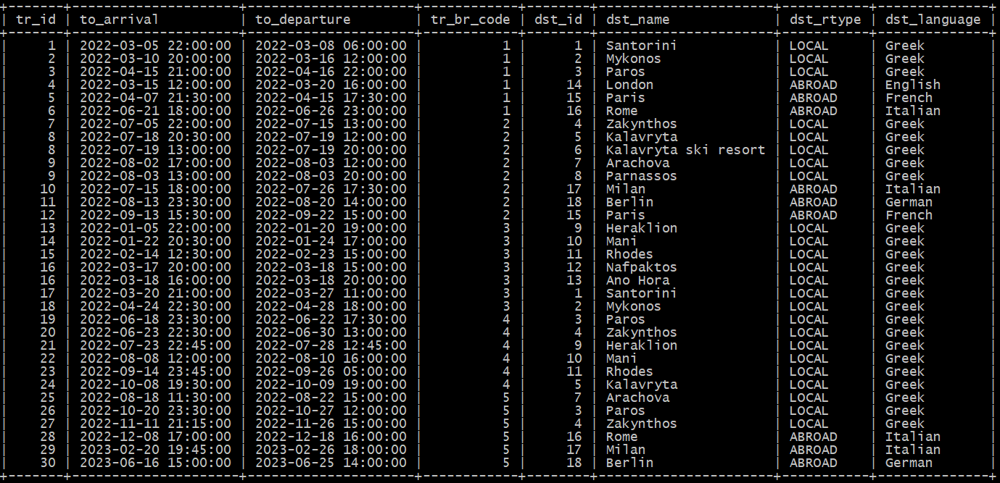 +-------+---------------------+---------------------+------------+--------+----------------------+-----------+--------------+
| tr_id | to_arrival          | to_departure        | tr_br_code | dst_id | dst_name             | dst_rtype | dst_language |
+-------+---------------------+---------------------+------------+--------+----------------------+-----------+--------------+
|     1 | 2022-03-05 22:00:00 | 2022-03-08 06:00:00 |          1 |      1 | Santorini            | LOCAL     | Greek        |
|     2 | 2022-03-10 20:00:00 | 2022-03-16 12:00:00 |          1 |      2 | Mykonos              | LOCAL     | Greek        |
|     3 | 2022-04-15 21:00:00 | 2022-04-16 22:00:00 |          1 |      3 | Paros                | LOCAL     | Greek        |
|     4 | 2022-03-15 12:00:00 | 2022-03-20 16:00:00 |          1 |     14 | London               | ABROAD    | English      |
|     5 | 2022-04-07 21:30:00 | 2022-04-15 17:30:00 |          1 |     15 | Paris                | ABROAD    | French       |
|     6 | 2022-06-21 18:00:00 | 2022-06-26 23:00:00 |          1 |     16 | Rome                 | ABROAD    | Italian      |
|     7 | 2022-07-05 22:00:00 | 2022-07-15 13:00:00 |          2 |      4 | Zakynthos            | LOCAL     | Greek        |
|     8 | 2022-07-18 20:30:00 | 2022-07-19 12:00:00 |          2 |      5 | Kalavryta            | LOCAL     | Greek        |
|     8 | 2022-07-19 13:00:00 | 2022-07-19 20:00:00 |          2 |      6 | Kalavryta ski resort | LOCAL     | Greek        |
|     9 | 2022-08-02 17:00:00 | 2022-08-03 12:00:00 |          2 |      7 | Arachova             | LOCAL     | Greek        |
|     9 | 2022-08-03 13:00:00 | 2022-08-03 20:00:00 |          2 |      8 | Parnassos            | LOCAL     | Greek        |
|    10 | 2022-07-15 18:00:00 | 2022-07-26 17:30:00 |          2 |     17 | Milan                | ABROAD    | Italian      |
|    11 | 2022-08-13 23:30:00 | 2022-08-20 14:00:00 |          2 |     18 | Berlin               | ABROAD    | German       |
|    12 | 2022-09-13 15:30:00 | 2022-09-22 15:00:00 |          2 |     15 | Paris                | ABROAD    | French       |
|    13 | 2022-01-05 22:00:00 | 2022-01-20 19:00:00 |          3 |      9 | Heraklion            | LOCAL     | Greek        |
|    14 | 2022-01-22 20:30:00 | 2022-01-24 17:00:00 |          3 |     10 | Mani                 | LOCAL     | Greek        |
|    15 | 2022-02-14 12:30:00 | 2022-02-23 15:00:00 |          3 |     11 | Rhodes               | LOCAL     | Greek        |
|    16 | 2022-03-17 20:00:00 | 2022-03-18 15:00:00 |          3 |     12 | Nafpaktos            | LOCAL     | Greek        |
|    16 | 2022-03-18 16:00:00 | 2022-03-18 20:00:00 |          3 |     13 | Ano Hora             | LOCAL     | Greek        |
|    17 | 2022-03-20 21:00:00 | 2022-03-27 11:00:00 |          3 |      1 | Santorini            | LOCAL     | Greek        |
|    18 | 2022-04-24 22:30:00 | 2022-04-28 18:00:00 |          3 |      2 | Mykonos              | LOCAL     | Greek        |
|    19 | 2022-06-18 23:30:00 | 2022-06-22 17:30:00 |          4 |      3 | Paros                | LOCAL     | Greek        |
|    20 | 2022-06-23 22:30:00 | 2022-06-30 13:00:00 |          4 |      4 | Zakynthos            | LOCAL     | Greek        |
|    21 | 2022-07-23 22:45:00 | 2022-07-28 12:45:00 |          4 |      9 | Heraklion            | LOCAL     | Greek        |
|    22 | 2022-08-08 12:00:00 | 2022-08-10 16:00:00 |          4 |     10 | Mani                 | LOCAL     | Greek        |
|    23 | 2022-09-14 23:45:00 | 2022-09-26 05:00:00 |          4 |     11 | Rhodes               | LOCAL     | Greek        |
|    24 | 2022-10-08 19:30:00 | 2022-10-09 19:00:00 |          4 |      5 | Kalavryta            | LOCAL     | Greek        |
|    25 | 2022-08-18 11:30:00 | 2022-08-22 15:00:00 |          5 |      7 | Arachova             | LOCAL     | Greek        |
|    26 | 2022-10-20 23:30:00 | 2022-10-27 12:00:00 |          5 |      3 | Paros                | LOCAL     | Greek        |
|    27 | 2022-11-11 21:15:00 | 2022-11-26 15:00:00 |          5 |      4 | Zakynthos            | LOCAL     | Greek        |
|    28 | 2022-12-08 17:00:00 | 2022-12-18 16:00:00 |          5 |     16 | Rome                 | ABROAD    | Italian      |
|    29 | 2023-02-20 19:45:00 | 2023-02-26 18:00:00 |          5 |     17 | Milan                | ABROAD    | Italian      |
|    30 | 2023-06-16 15:00:00 | 2023-06-25 14:00:00 |          5 |     18 | Berlin               | ABROAD    | German       |
+-------+---------------------+---------------------+------------+--------+----------------------+-----------+--------------+